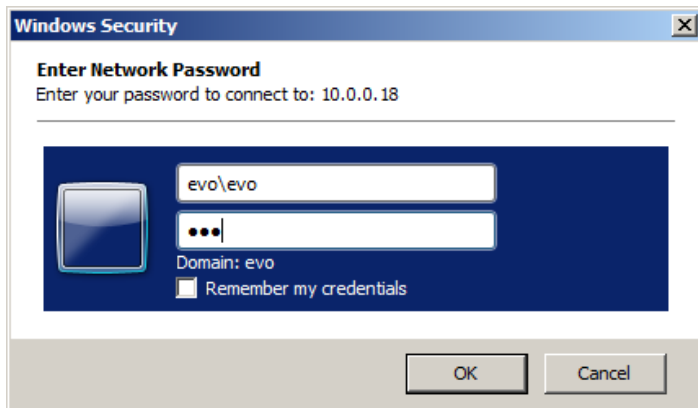 Windows Security
Enter Network Password
Enter your password to connect to: 10.0.0.18
evo\evo
●●●
Domain: evo
Remember my credentials
OK Cancel